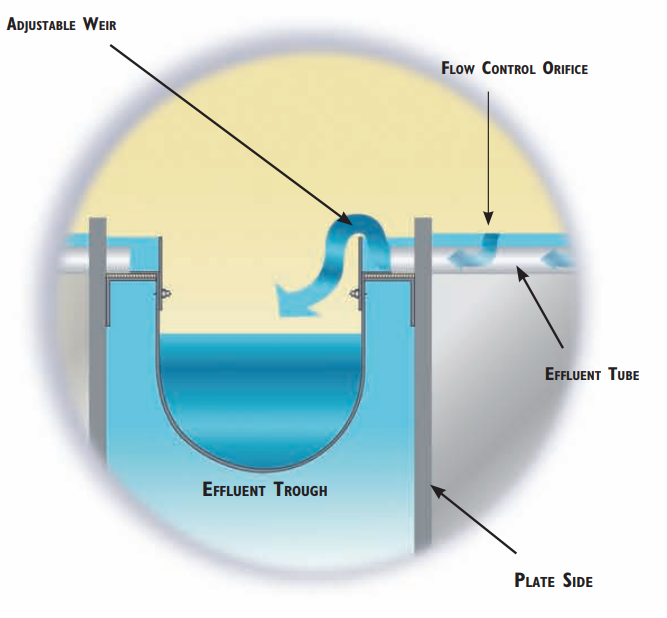 Adjustable Weir
Flow Control Orifice
Effluent Tube
Effluent Trough
Plate Side